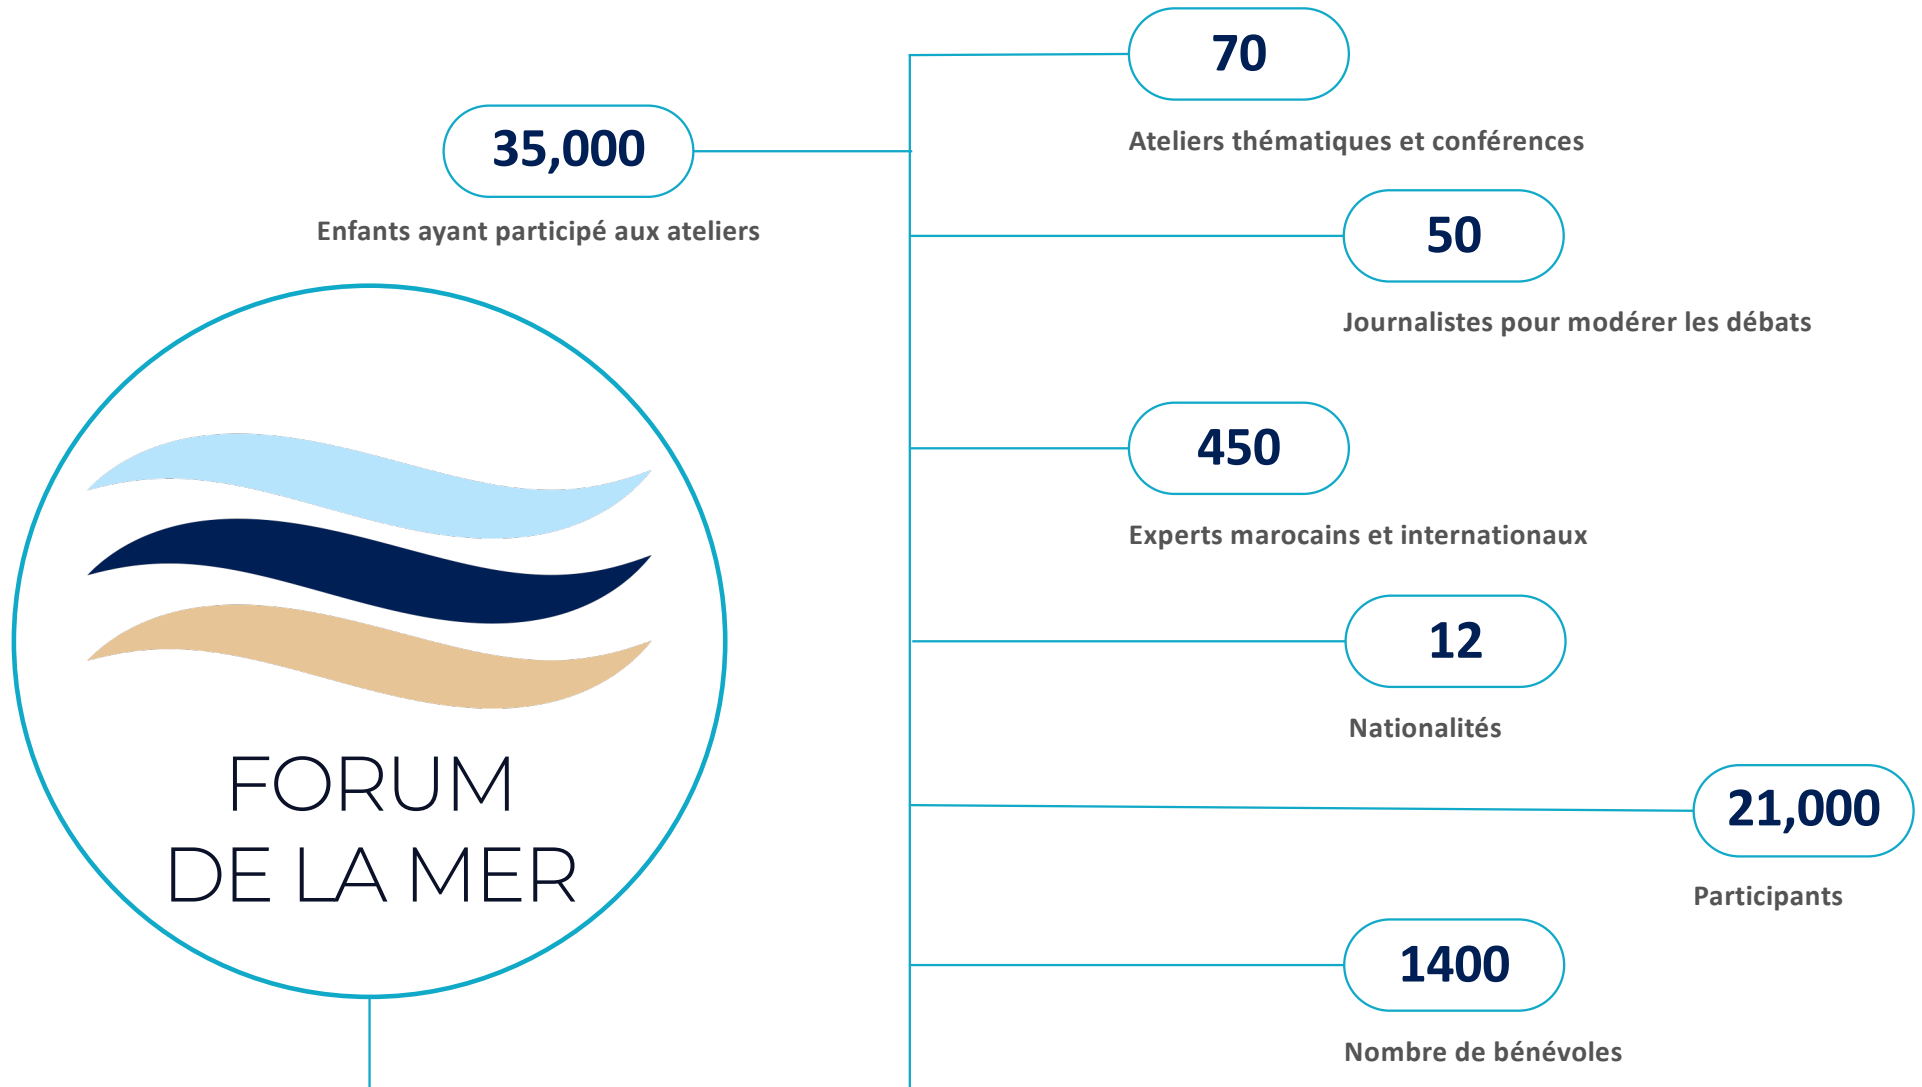 70
Ateliers thématiques et conférences
35,000
Enfants ayant participé aux ateliers
50
Journalistes pour modérer les débats
450
Experts marocains et internationaux
12
Nationalités
FORUM
DE LA MER
21,000
Participants
1400
Nombre de bénévoles